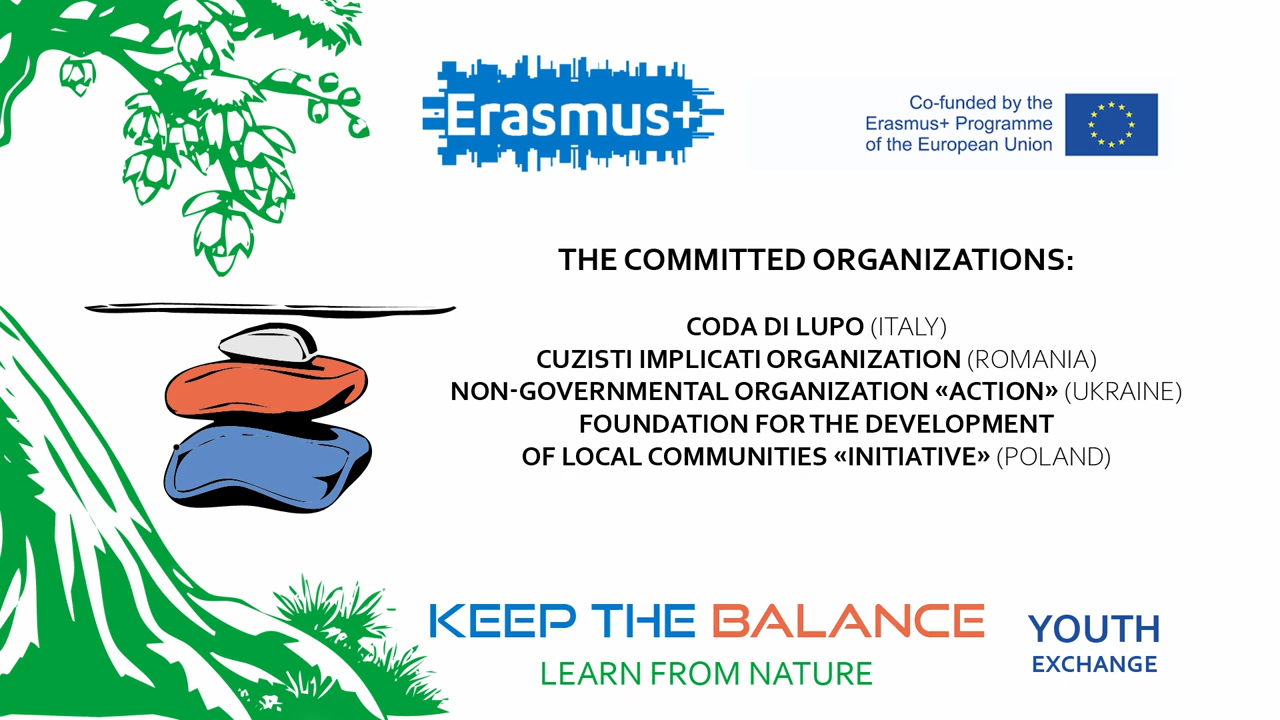 Erasmus+
Co-funded by the
Erasmus+ Programme
of the European Union
THE COMMITTED ORGANIZATIONS:
CODA DI LUPO (ITALY)
CUZISTI IMPLICATI ORGANIZATION (ROMANIA)
NON-GOVERNMENTAL ORGANIZATION «ACTION» (UKRAINE)
FOUNDATION FOR THE DEVELOPMENT
OF LOCAL COMMUNITIES «INITIATIVE» (POLAND)
KEEP THE BALANCE
LEARN FROM NATURE
YOUTH
EXCHANGE